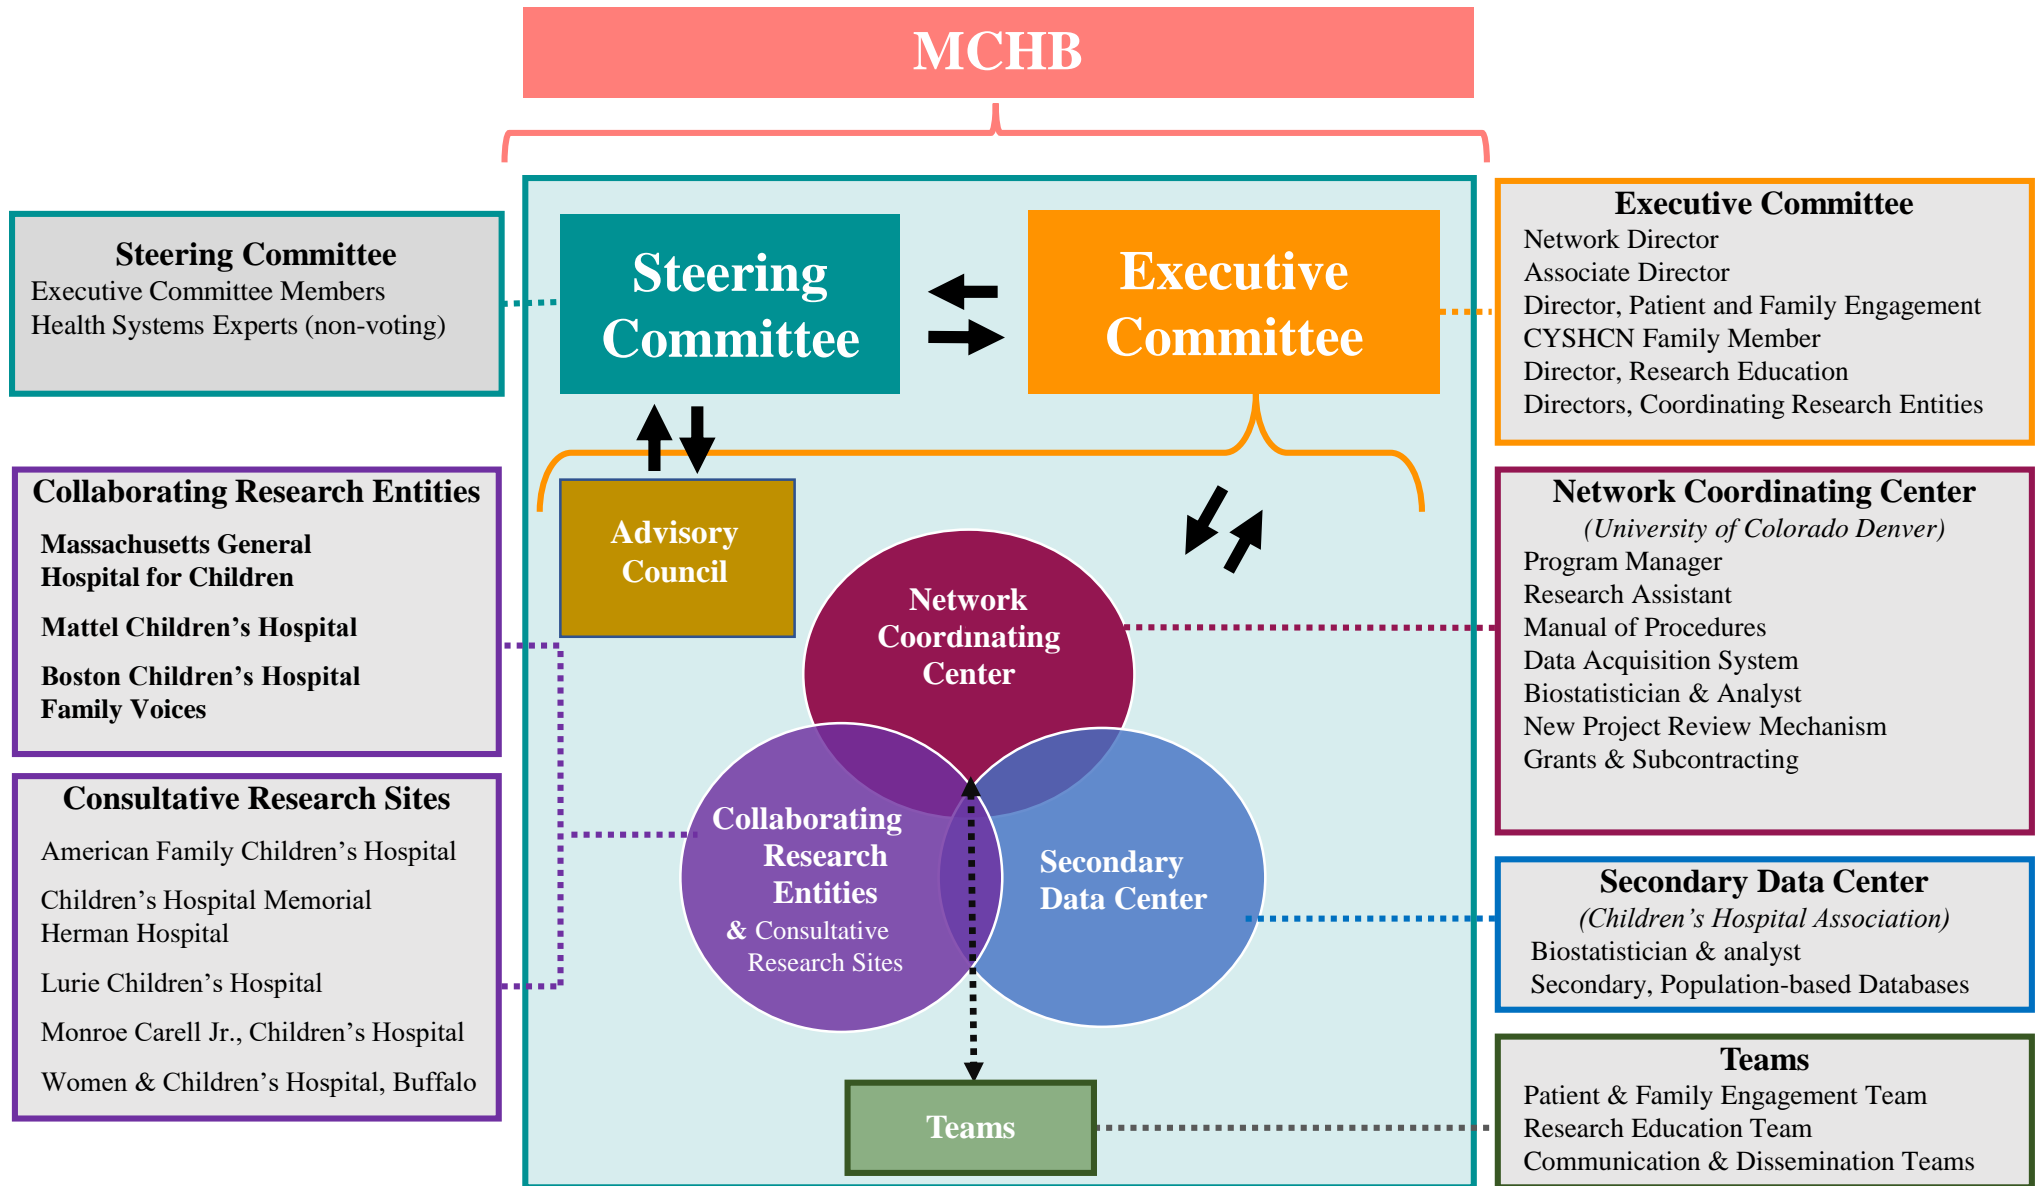 MCHB
Steering Committee
Executive Committee Members
Health Systems Experts (non-voting)
Collaborating Research Entities
Massachusetts General
Hospital for Children
Mattel Children’s Hospital
Boston Children’s Hospital
Family Voices
Consultative Research Sites
American Family Children’s Hospital
Children’s Hospital Memorial
Herman Hospital
Lurie Children’s Hospital
Monroe Carell Jr., Children’s Hospital
Women & Children’s Hospital, Buffalo
Steering
Committee
Executive
Committee
Advisory
Council
Network
Coordinating
Center
Collaborating
Research
Entities
& Consultative
Research Sites
Secondary
Data Center
Teams
Executive Committee
Network Director
Associate Director
Director, Patient and Family Engagement
CYSHCN Family Member
Director, Research Education
Directors, Coordinating Research Entities
Network Coordinating Center
(University of Colorado Denver)
Program Manager
Research Assistant
Manual of Procedures
Data Acquisition System
Biostatistician & Analyst
New Project Review Mechanism
Grants & Subcontracting
Secondary Data Center
(Children’s Hospital Association)
Biostatistician & analyst
Secondary, Population-based Databases
Teams
Patient & Family Engagement Team
Research Education Team
Communication & Dissemination Teams